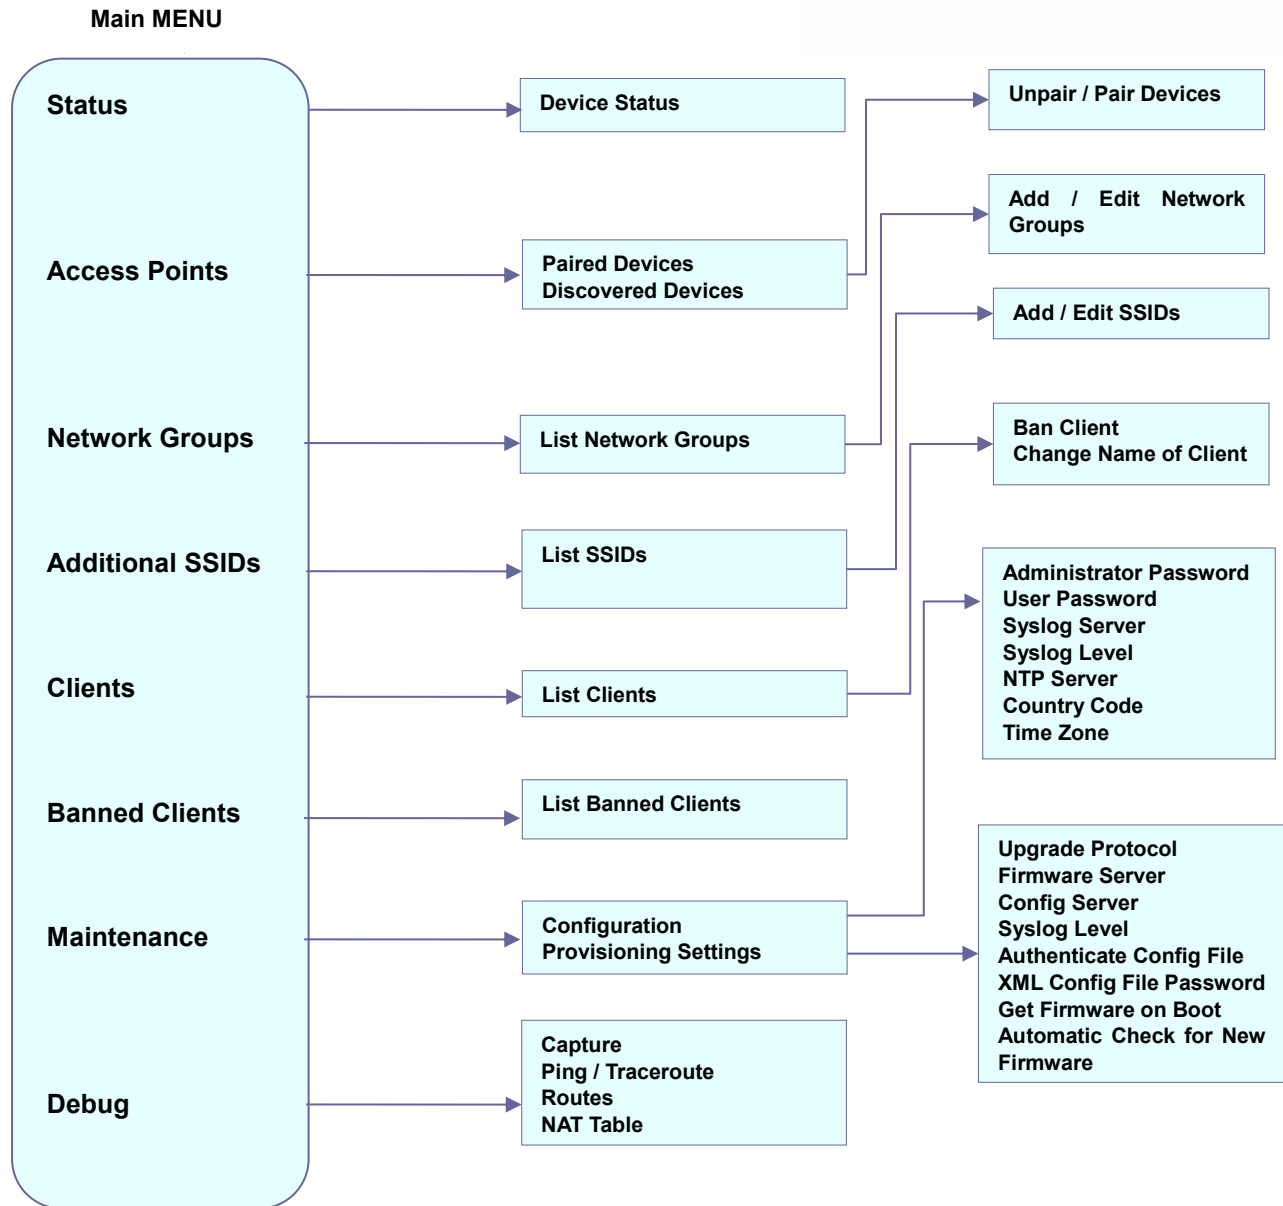 Main MENU
Status
Device Status
Unpair / Pair Devices
Add / Edit Network
Groups
Access Points
Paired Devices
Discovered Devices
Add / Edit SSIDs
Network Groups
List Network Groups
Ban Client
Change Name of Client
Additional SSIDs
List SSIDs
Administrator Password
User Password
Syslog Server
Syslog Level
NTP Server
Country Code
Time Zone
Clients
List Clients
Banned Clients
List Banned Clients
Upgrade Protocol
Firmware Server
Config Server
Syslog Level
Authenticate Config File
XML Config File Password
Get Firmware on Boot
Automatic Check for New
Firmware
Maintenance
Configuration
Provisioning Settings
Debug
Capture
Ping / Traceroute
Routes
NAT Table